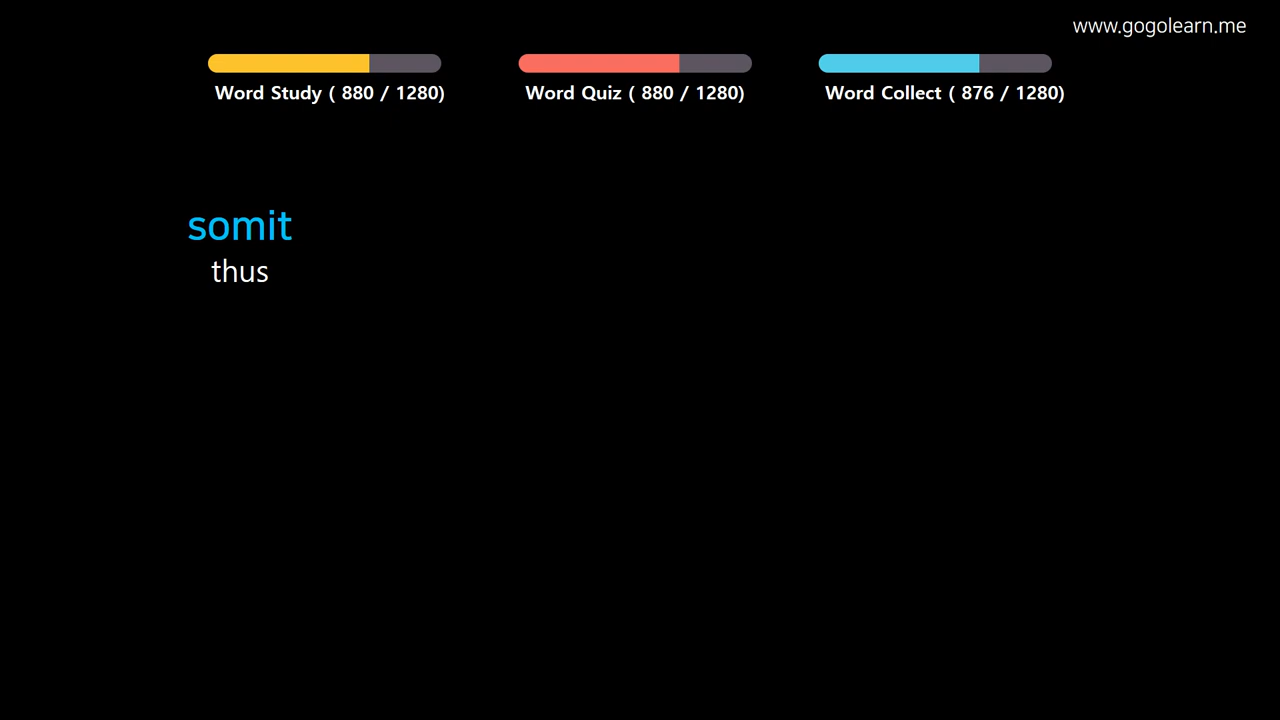 www.gogolearn.me
Word Study ( 880 / 1280)
Word Quiz ( 880 / 1280)
Word Collect ( 876 / 1280)
somit
thus